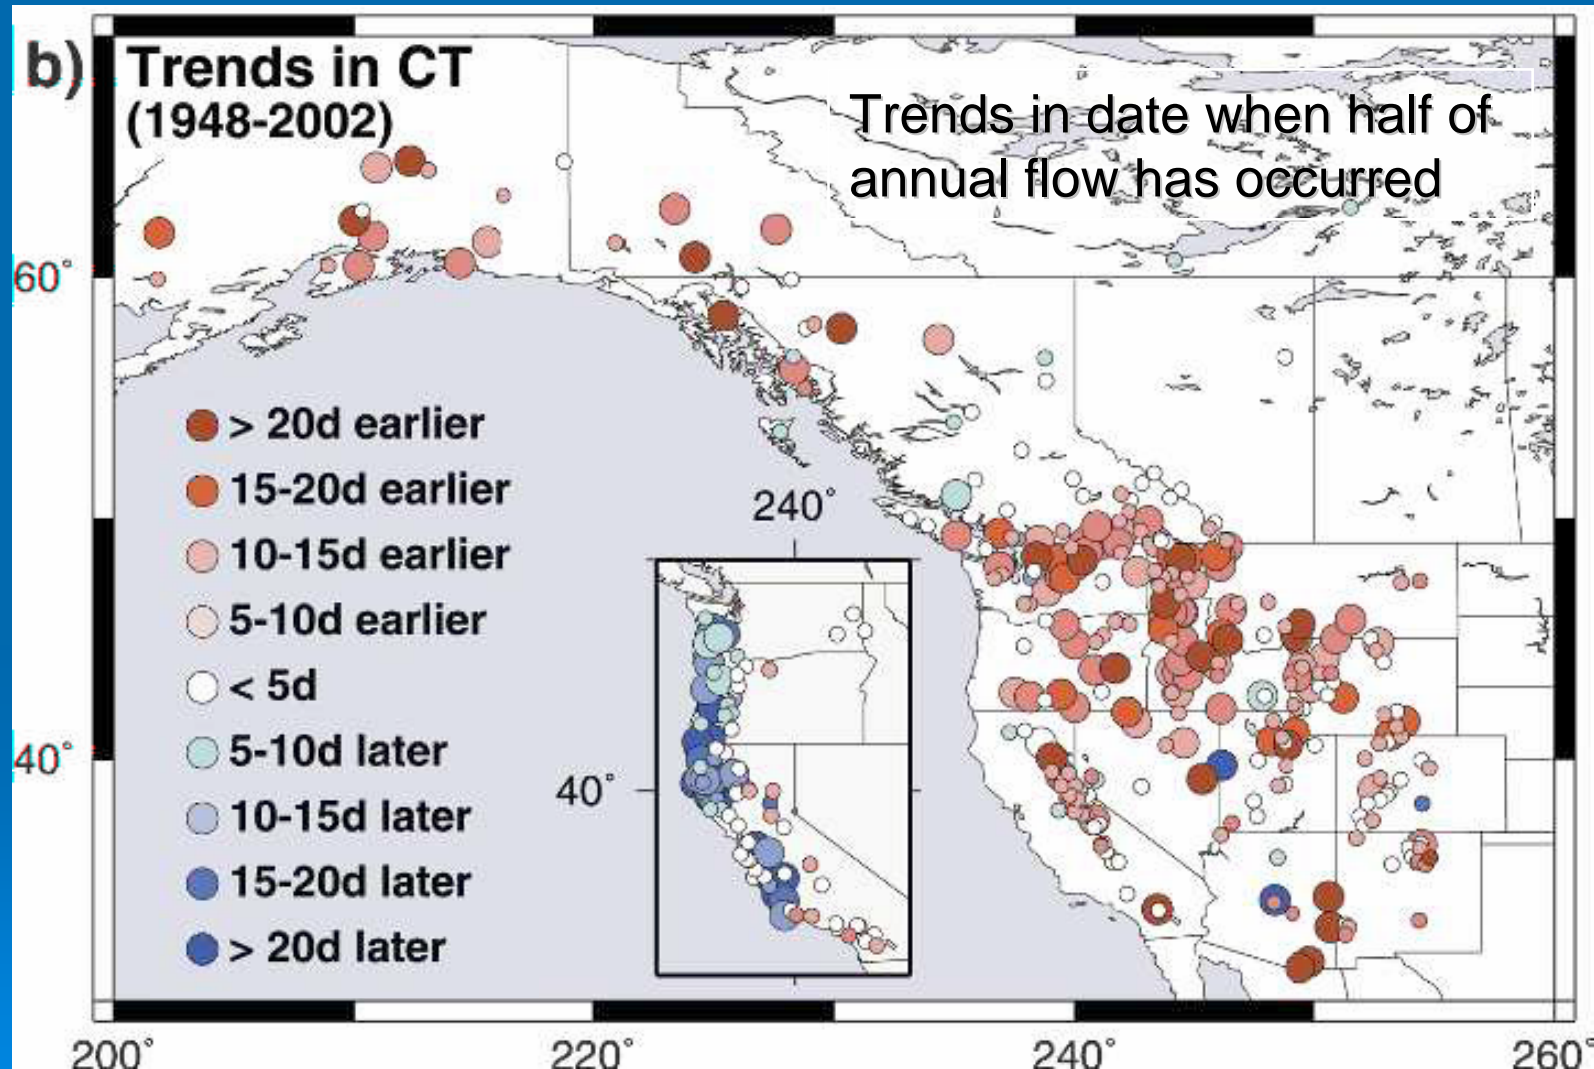 b) Trends in CT
(1948-2002)
Trends in date when half of
annual flow has occurred
60°
> 20d earlier
15-20d earlier
10-15d earlier
5-10d earlier
< 5d
5-10d later
10-15d later
15-20d later
> 20d later
240°
40°
40°
200°
220°
240°
260°